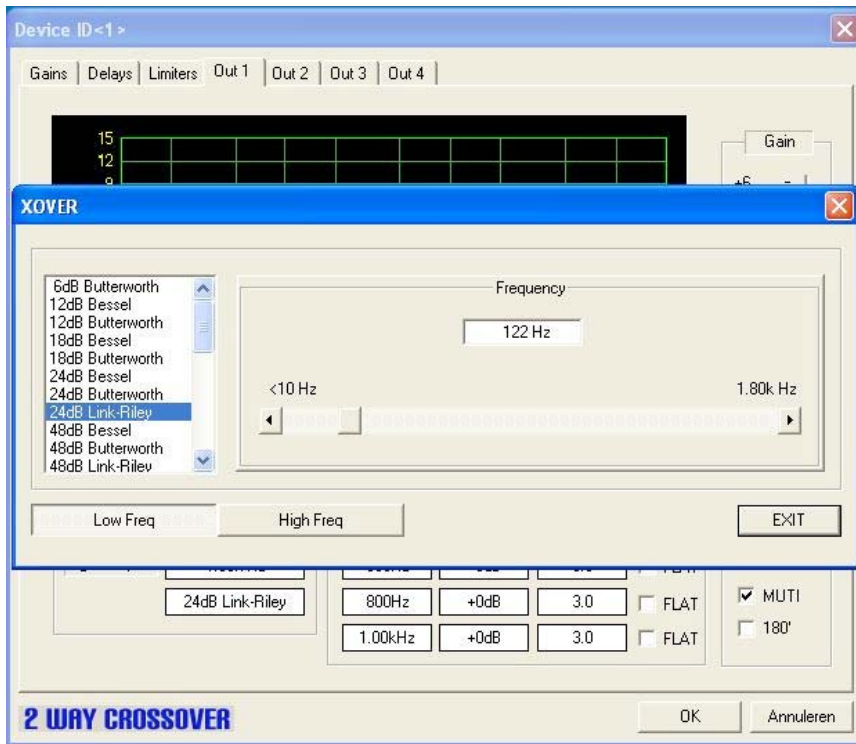 Device ID<1>
Gains Delays Limiters Out 1 Out 2 Out 3 Out 4
15
12
9
Gain
+6 -
XOVER
6dB Butterworth
12dB Bessel
12dB Butterworth
18dB Bessel
18dB Butterworth
24dB Bessel
24dB Butterworth
24dB Link-Riley
48dB Bessel
48dB Butterworth
48dB Link-Riley
Frequency
122 Hz
<10 Hz 1.80k Hz
Low Freq High Freq EXIT
24dB Link-Riley 800Hz +0dB 3.0 FLAT
1.00kHz +0dB 3.0 FLAT
MUTI
180'
2 WAY CROSSOVER
OK Annuleren